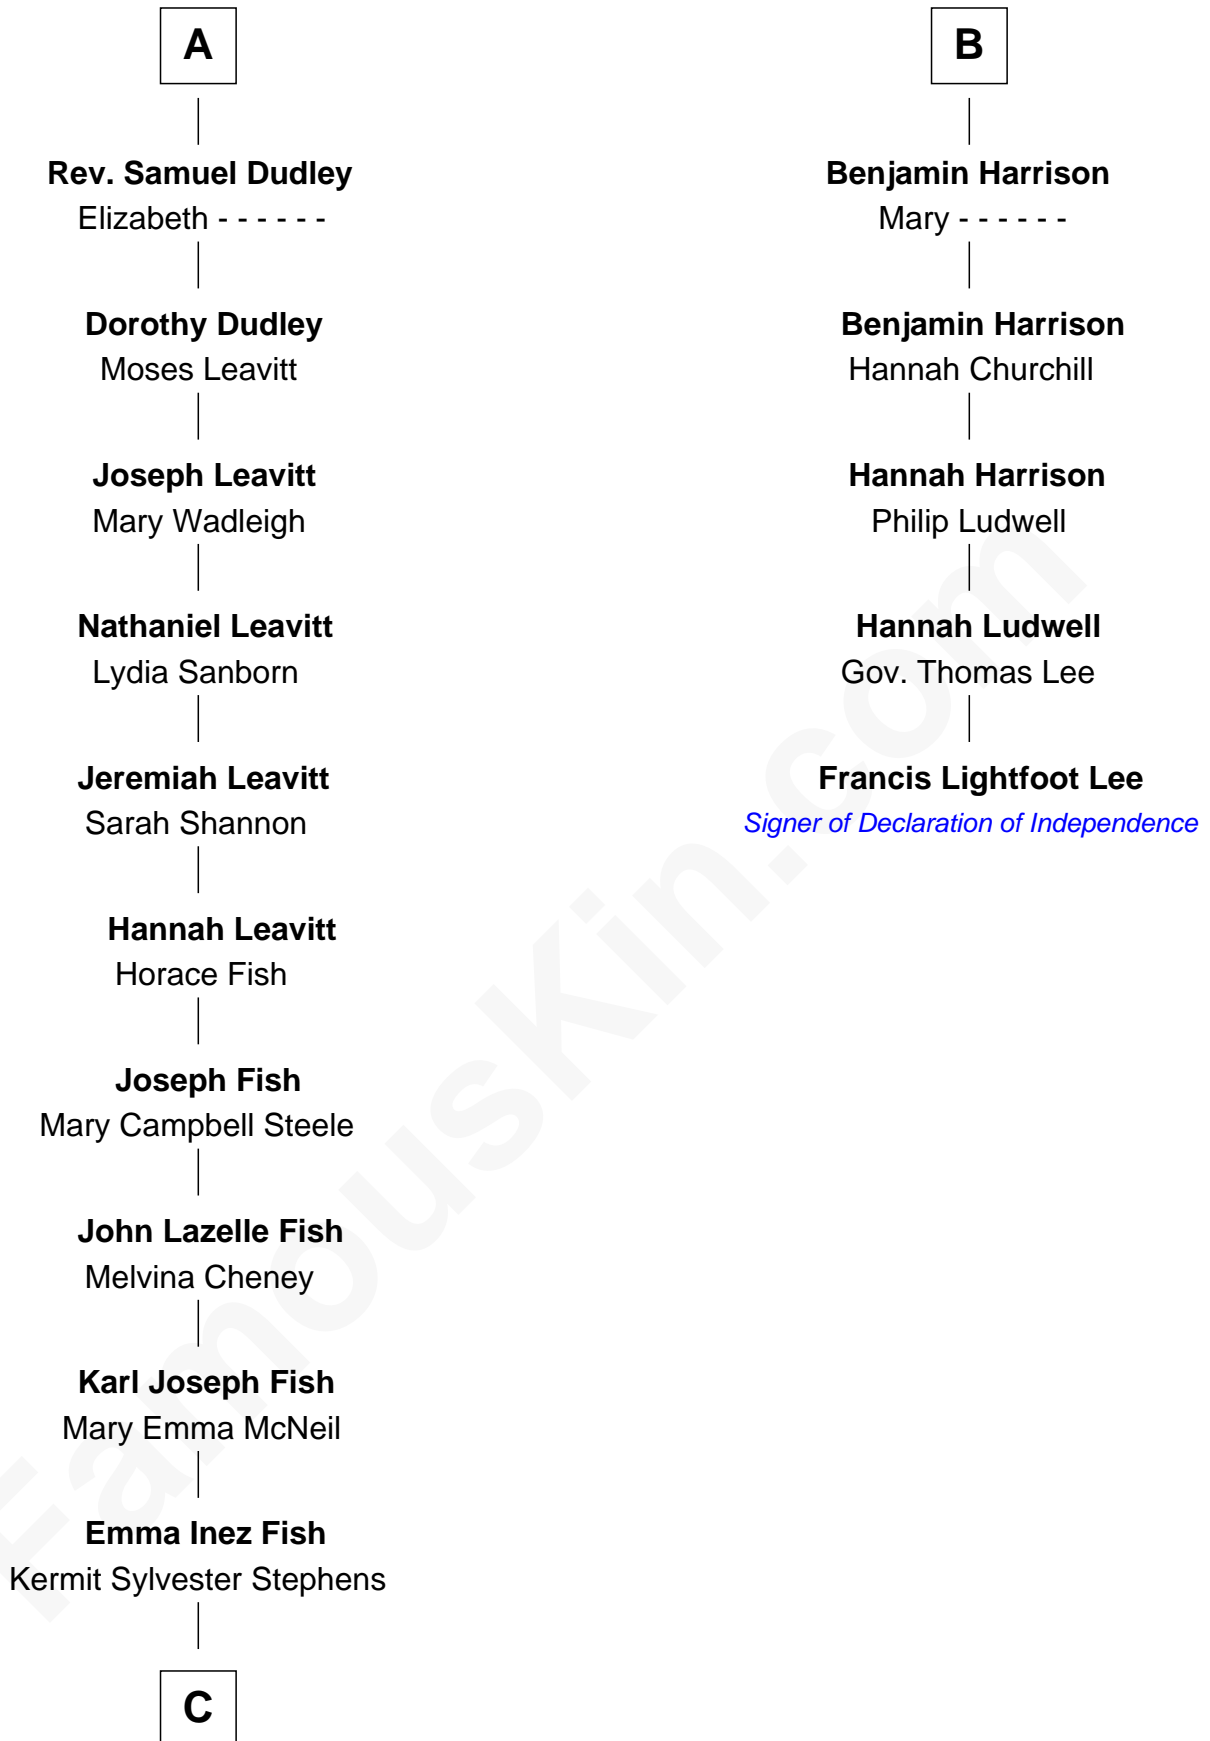 A
Rev. Samuel Dudley
Elizabeth - - - - - -
Dorothy Dudley
Moses Leavitt
Joseph Leavitt
Mary Wadleigh
Nathaniel Leavitt
Lydia Sanborn
Jeremiah Leavitt
Sarah Shannon
Hannah Leavitt
Horace Fish
Joseph Fish
Mary Campbell Steele
John Lazelle Fish
Melvina Cheney
Karl Joseph Fish
Mary Emma McNeil
Emma Inez Fish
Kermit Sylvester Stephens
C
B
Benjamin Harrison
Mary - - - - - -
Benjamin Harrison
Hannah Churchill
Hannah Harrison
Philip Ludwell
Hannah Ludwell
Gov. Thomas Lee
Francis Lightfoot Lee
Signer of Declaration of Independence
FamousKin.com